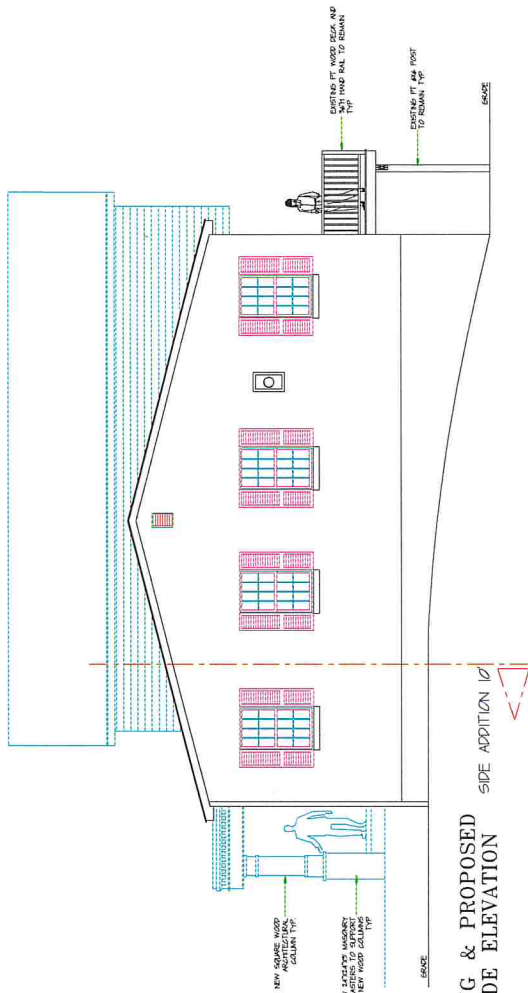 EXISTING PT WOOD DECK AND
HAND RAIL TO REMAIN
TYP
EXISTING PT 6x6 POST
TO REMAIN TYP.
GRADE
NEW SQUARE WOOD
ARCHITECTURAL
COLUMN TYP.
MASONRY
TO SUPPORT
NEW WOOD COLUMNS
TYP
GRADE
SIDE ADDITION 10'
G & PROPOSED
DE ELEVATION